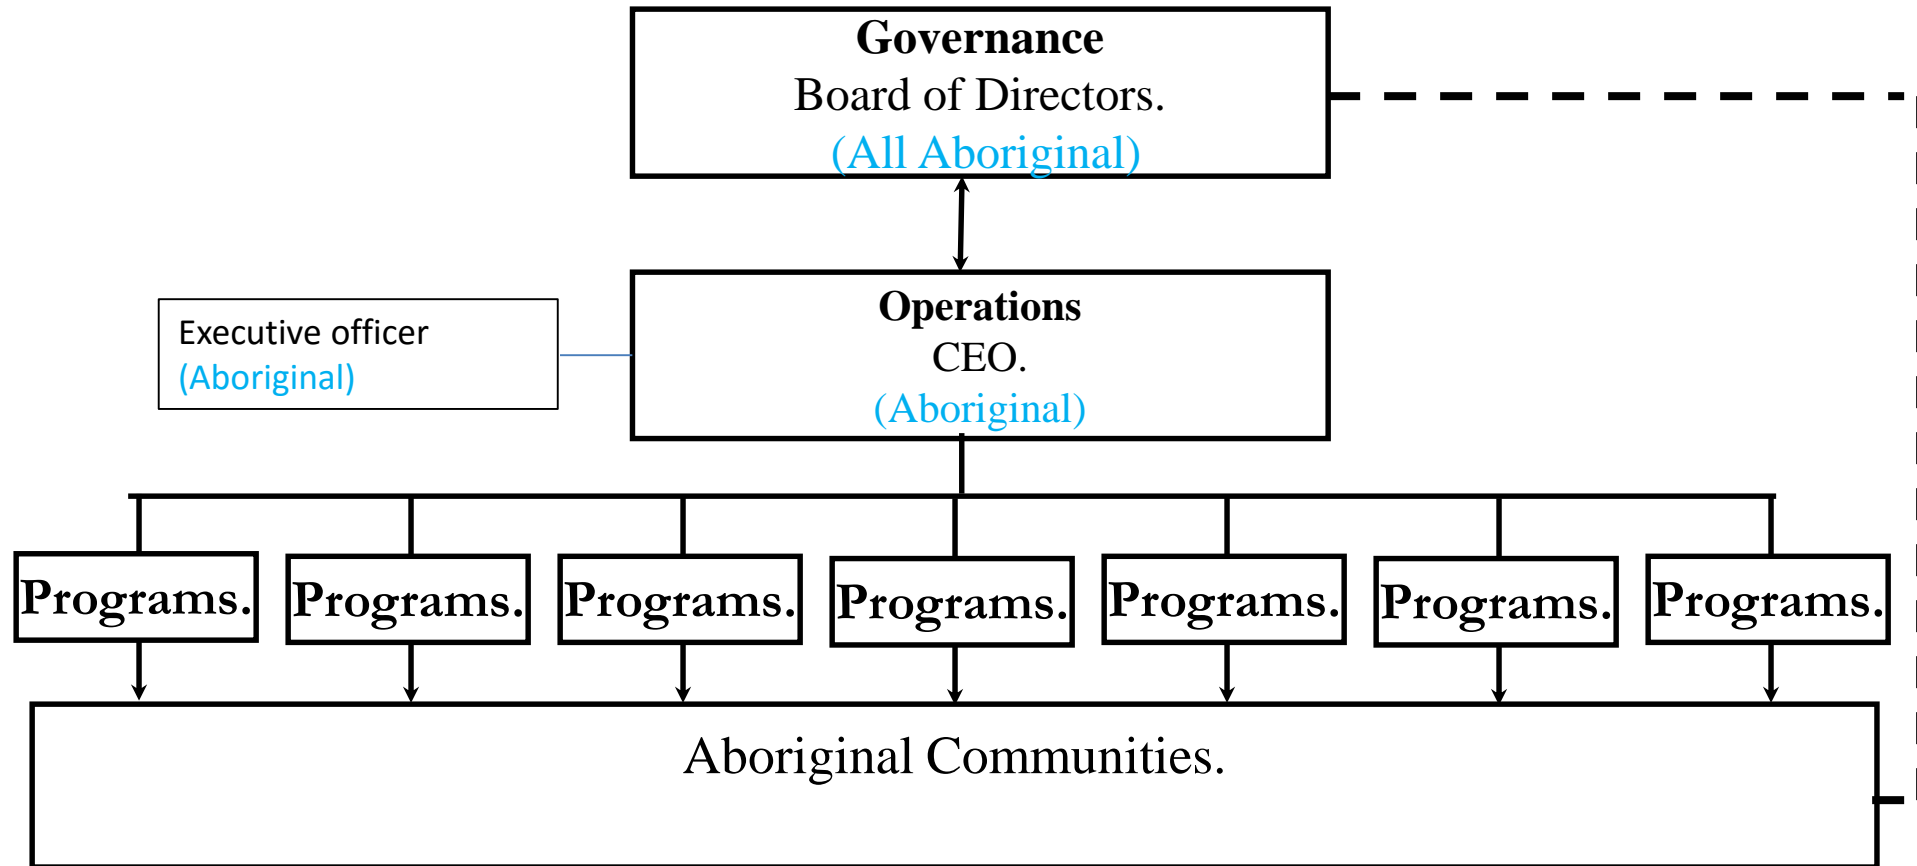 Governance
Board of Directors.
(All Aboriginal)
Executive officer
(Aboriginal)
Operations
CEO.
(Aboriginal)
Programs.
Programs.
Programs.
Programs.
Programs.
Programs.
Programs.
Aboriginal Communities.